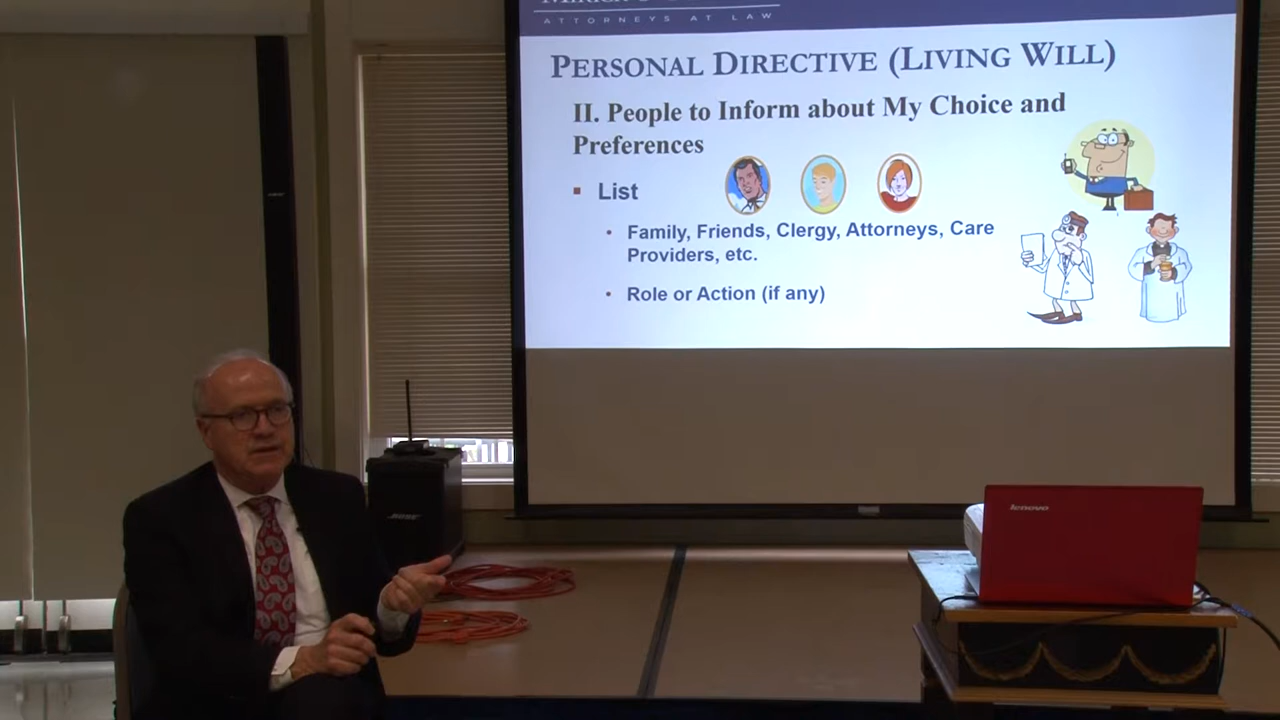 ATTORNEYS AT LAW
PERSONAL DIRECTIVE (LIVING WILL)
II. People to Inform about My Choice and
Preferences
List
Family, Friends, Clergy, Attorneys, Care
Providers, etc.
Role or Action (if any)
BOSE
lenovo